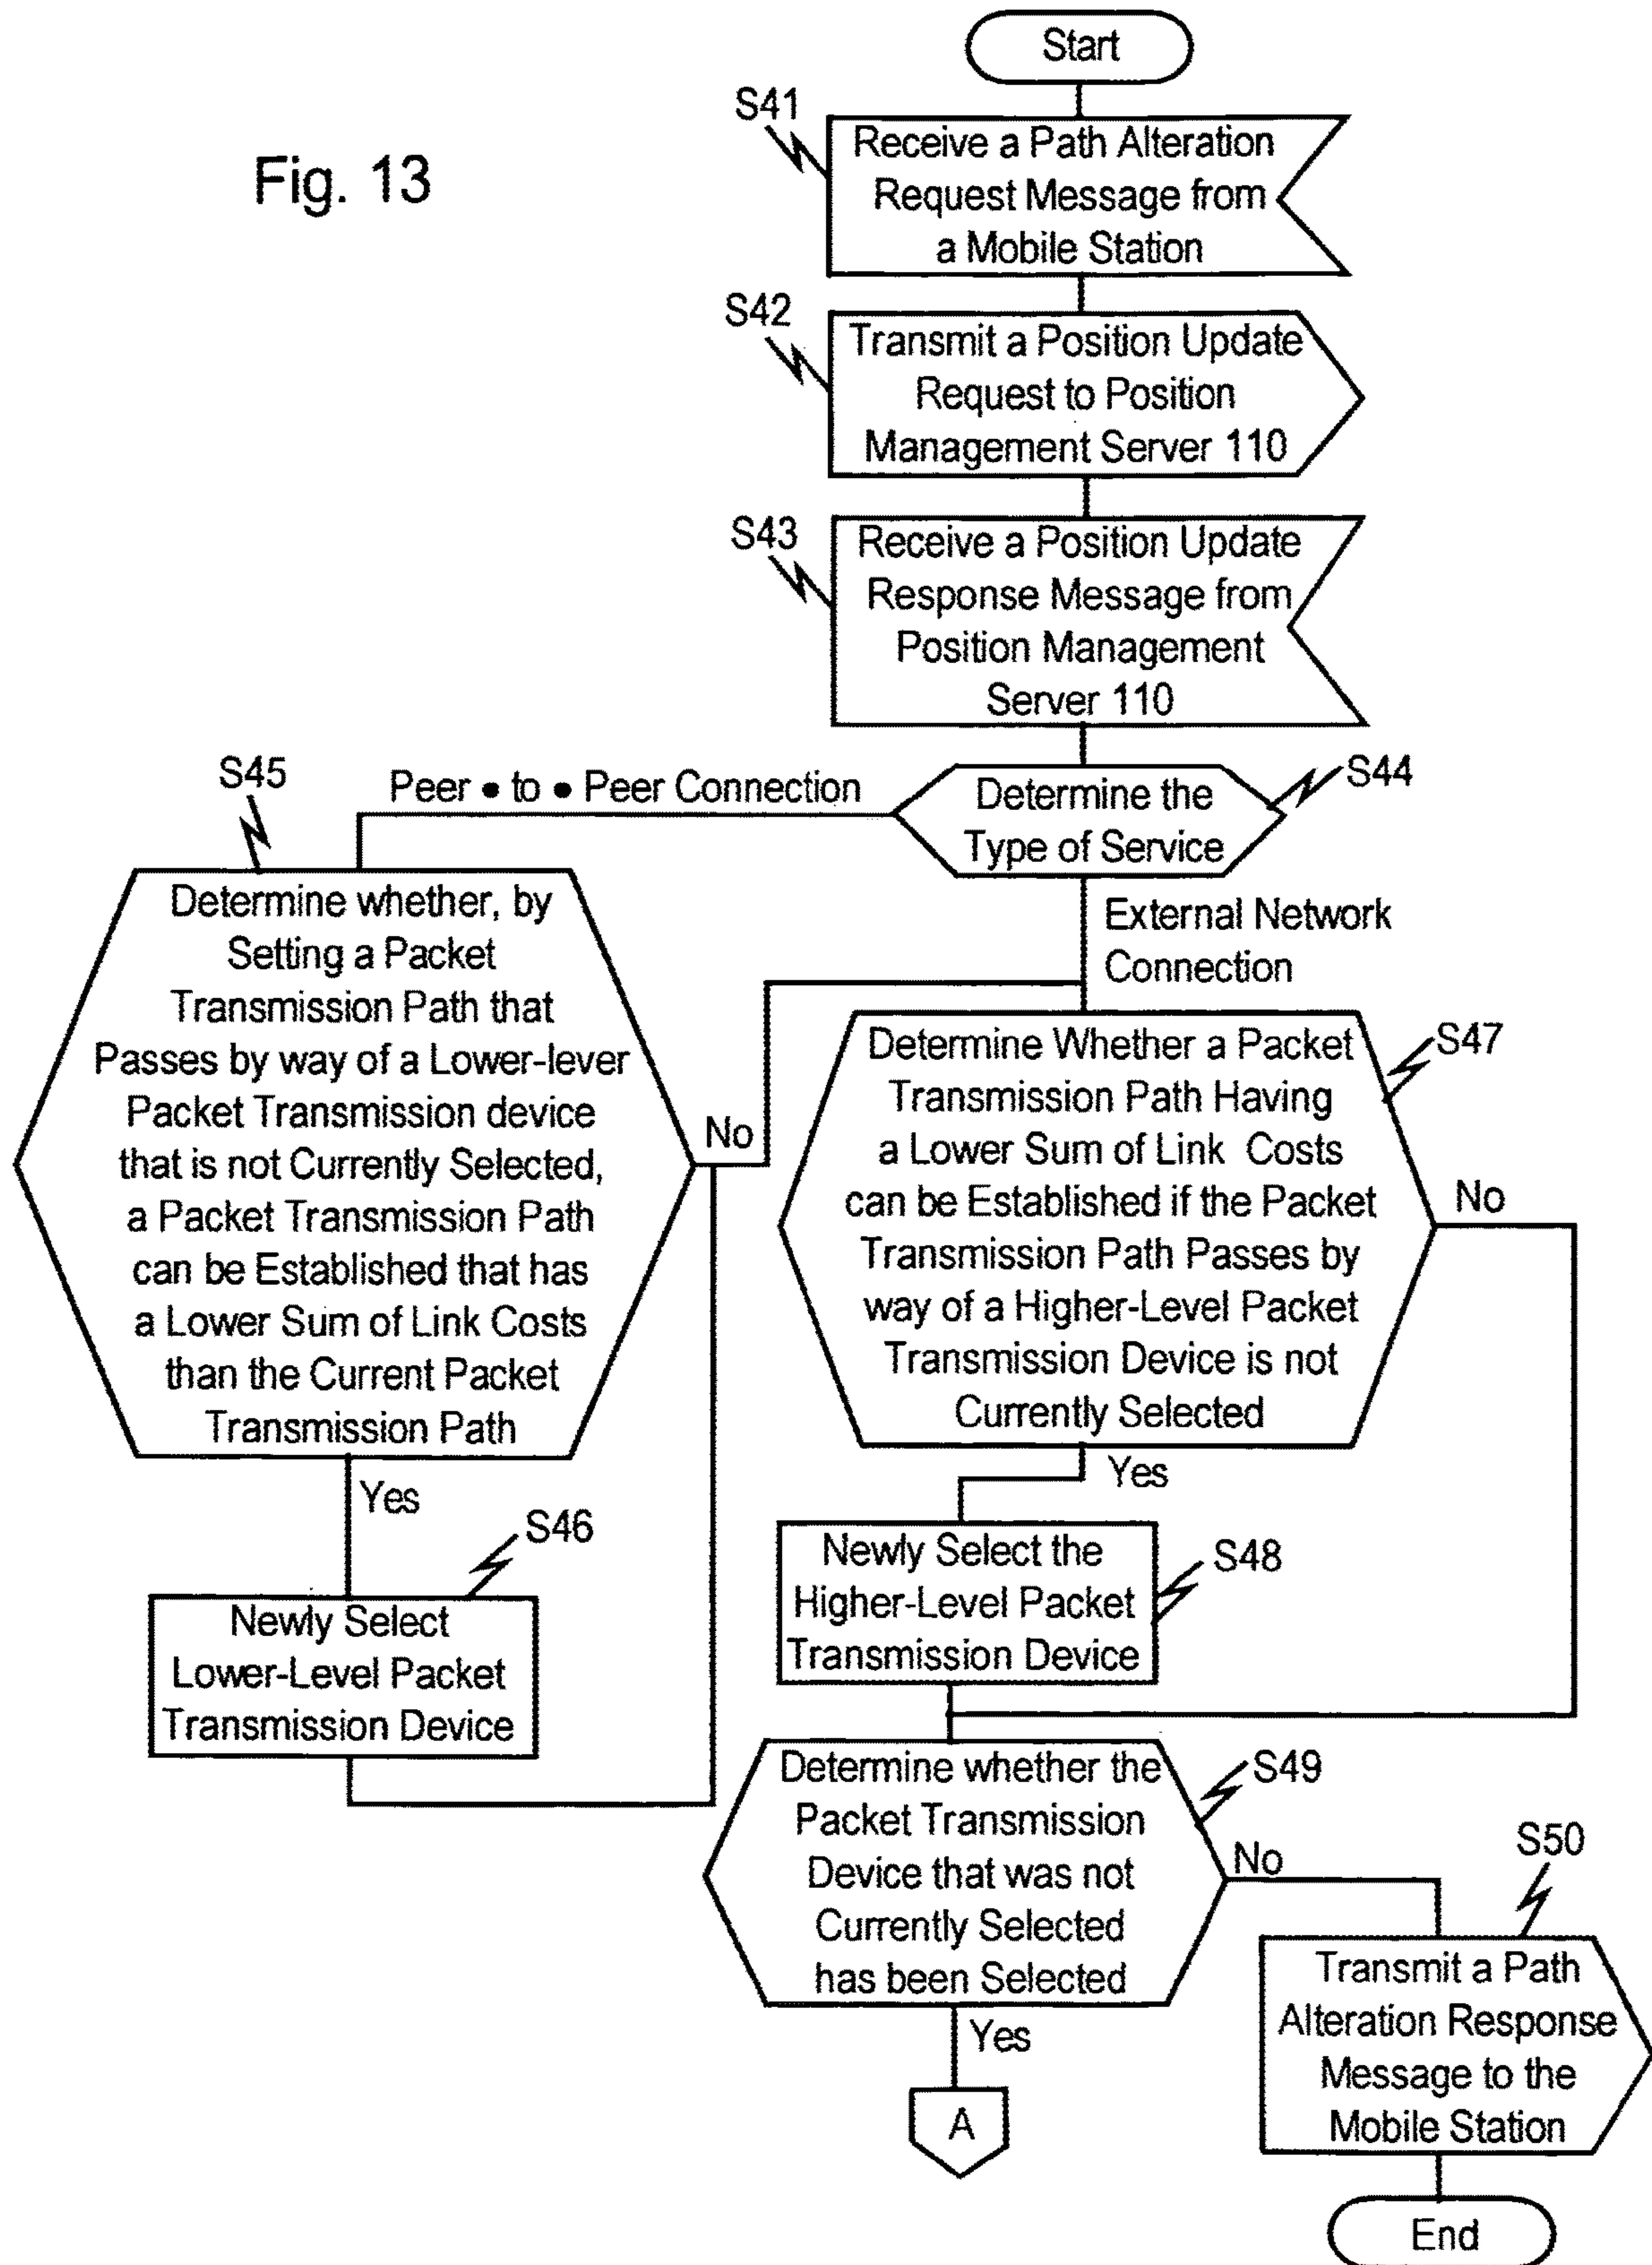 Fig. 13
Start
S41
Receive a Path Alteration
Request Message from
a Mobile Station
S42
Transmit a Position Update
Request to Position
Management Server 110
S43
Receive a Position Update
Response Message from
Position Management
Server 110
S44
Determine the
Type of Service
Peer • to • Peer Connection
External Network
Connection
S45
Determine whether, by
Setting a Packet
Transmission Path that
Passes by way of a Lower-lever
Packet Transmission device
that is not Currently Selected,
a Packet Transmission Path
can be Established that has
a Lower Sum of Link Costs
than the Current Packet
Transmission Path
No
Yes
S46
Newly Select
Lower-Level Packet
Transmission Device
S47
Determine Whether a Packet
Transmission Path Having
a Lower Sum of Link Costs
can be Established if the Packet
Transmission Path Passes by
way of a Higher-Level Packet
Transmission Device is not
Currently Selected
No
Yes
S48
Newly Select the
Higher-Level Packet
Transmission Device
S49
Determine whether the
Packet Transmission
Device that was not
Currently Selected
has been Selected
No
Yes
A
S50
Transmit a Path
Alteration Response
Message to the
Mobile Station
End